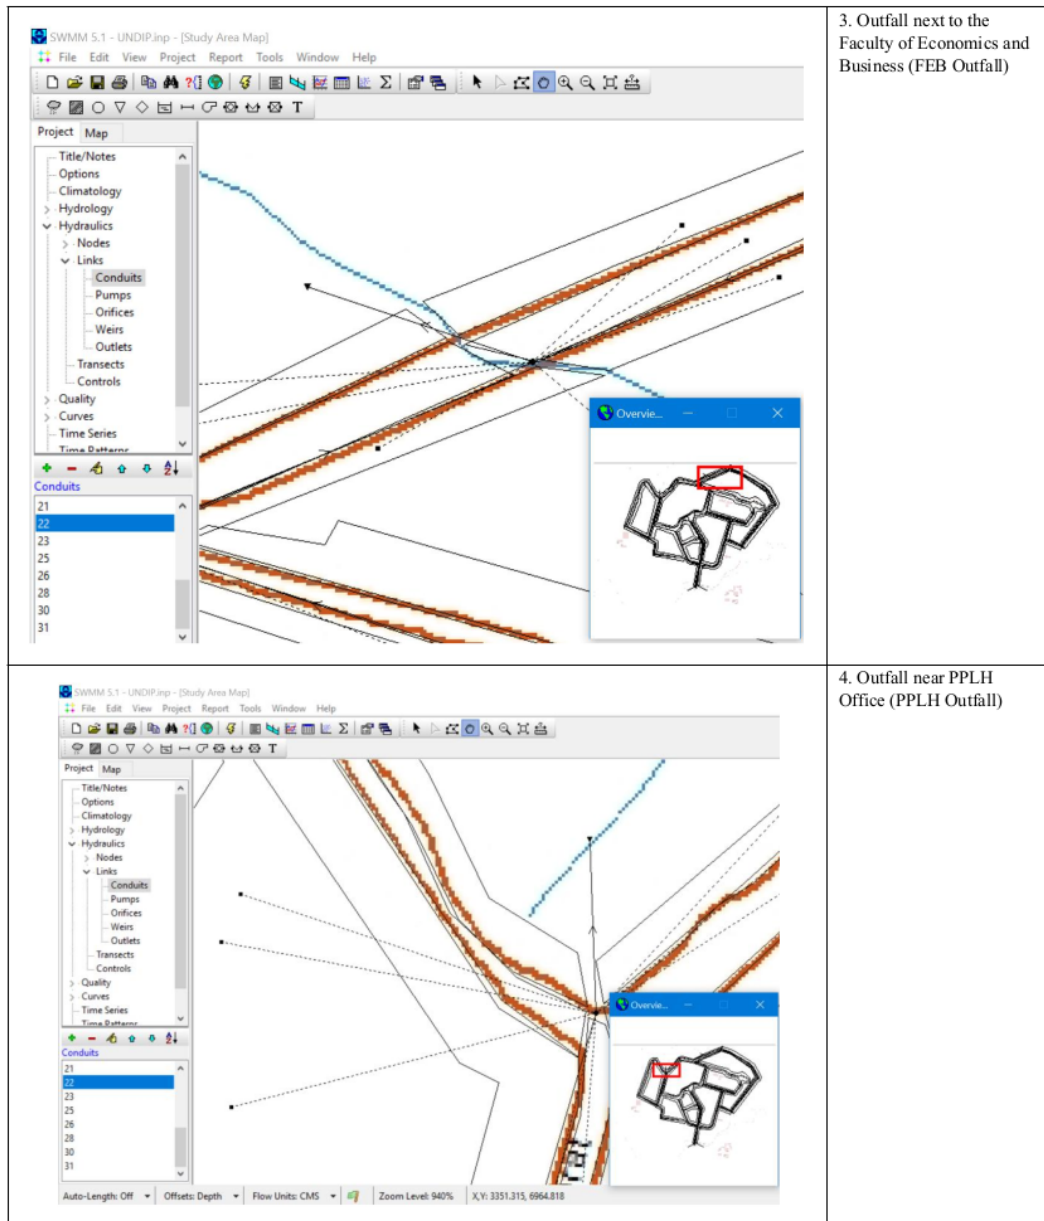 3. Outfall next to the
Faculty of Economics and
Business (FEB Outfall)
SWMM 5.1 - UNDIP.inp - [Study Area Map]
File Edit View Project Report Tools Window Help
Project Map
Title/Notes
Options
Climatology
Hydrology
Hydraulics
Nodes
Links
Conduits
Pumps
Orifices
Weirs
Outlets
Transects
Controls
Quality
Curves
Time Series
Time Patterns
Conduits
21
22
23
25
26
28
30
31
Overvie...
4. Outfall near PPLH
Office (PPLH Outfall)
SWMM 5.1 - UNDIP.inp - [Study Area Map]
File Edit View Project Report Tools Window Help
Project Map
Title/Notes
Options
Climatology
Hydrology
Hydraulics
Nodes
Links
Conduits
Pumps
Orifices
Weirs
Outlets
Transects
Controls
Quality
Curves
Time Series
Time Patterns
Conduits
21
22
23
25
26
28
30
31
Overvie...
Auto-Length: Off Offsets: Depth Flow Units: CMS Zoom Level: 940% X,Y: 3351.315, 6964.818